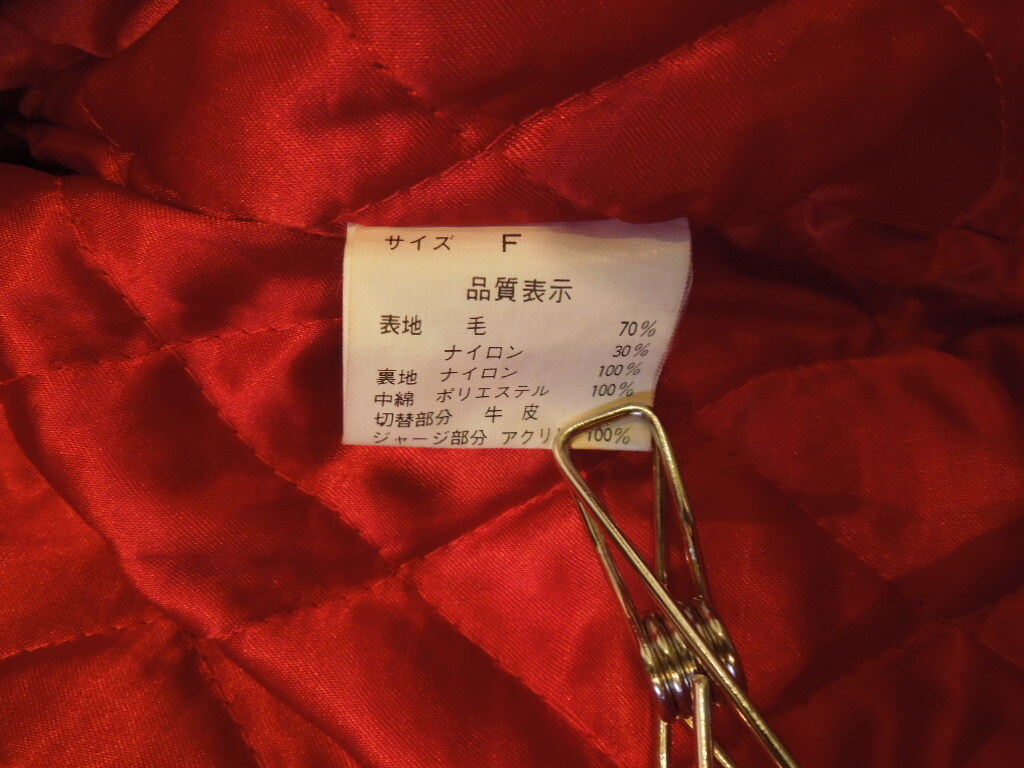 サイズ F
品質表示
表地 毛 70%
ナイロン 30%
裏地 ナイロン 100%
中綿 ポリエステル 100%
切替部分 牛皮
ジャージ部分 アクリ 100%